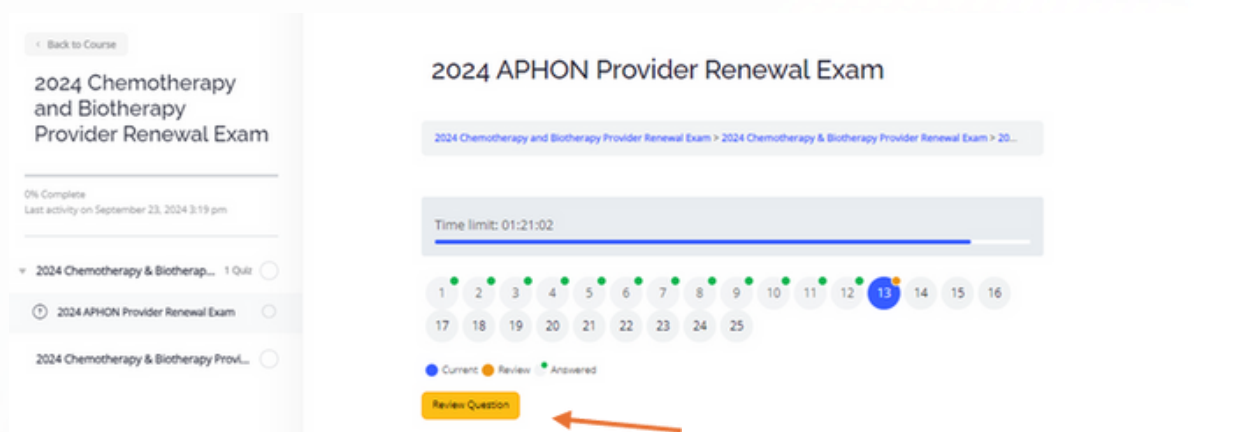 < Back to Course
2024 Chemotherapy
and Biotherapy
Provider Renewal Exam
0% Complete
Last activity on September 23, 2024 3:19 pm
2024 Chemotherapy & Biotherap... 1 Quiz
2024 APHON Provider Renewal Exam
2024 Chemotherapy & Biotherapy Provi...
2024 APHON Provider Renewal Exam
2024 Chemotherapy and Biotherapy Provider Renewal Exam > 2024 Chemotherapy & Biotherapy Provider Renewal Exam > 20...
Time limit: 01:21:02
1 2 3 4 5 6 7 8 9 10 11 12 13 14 15 16
17 18 19 20 21 22 23 24 25
Current Review Answered
Review Question